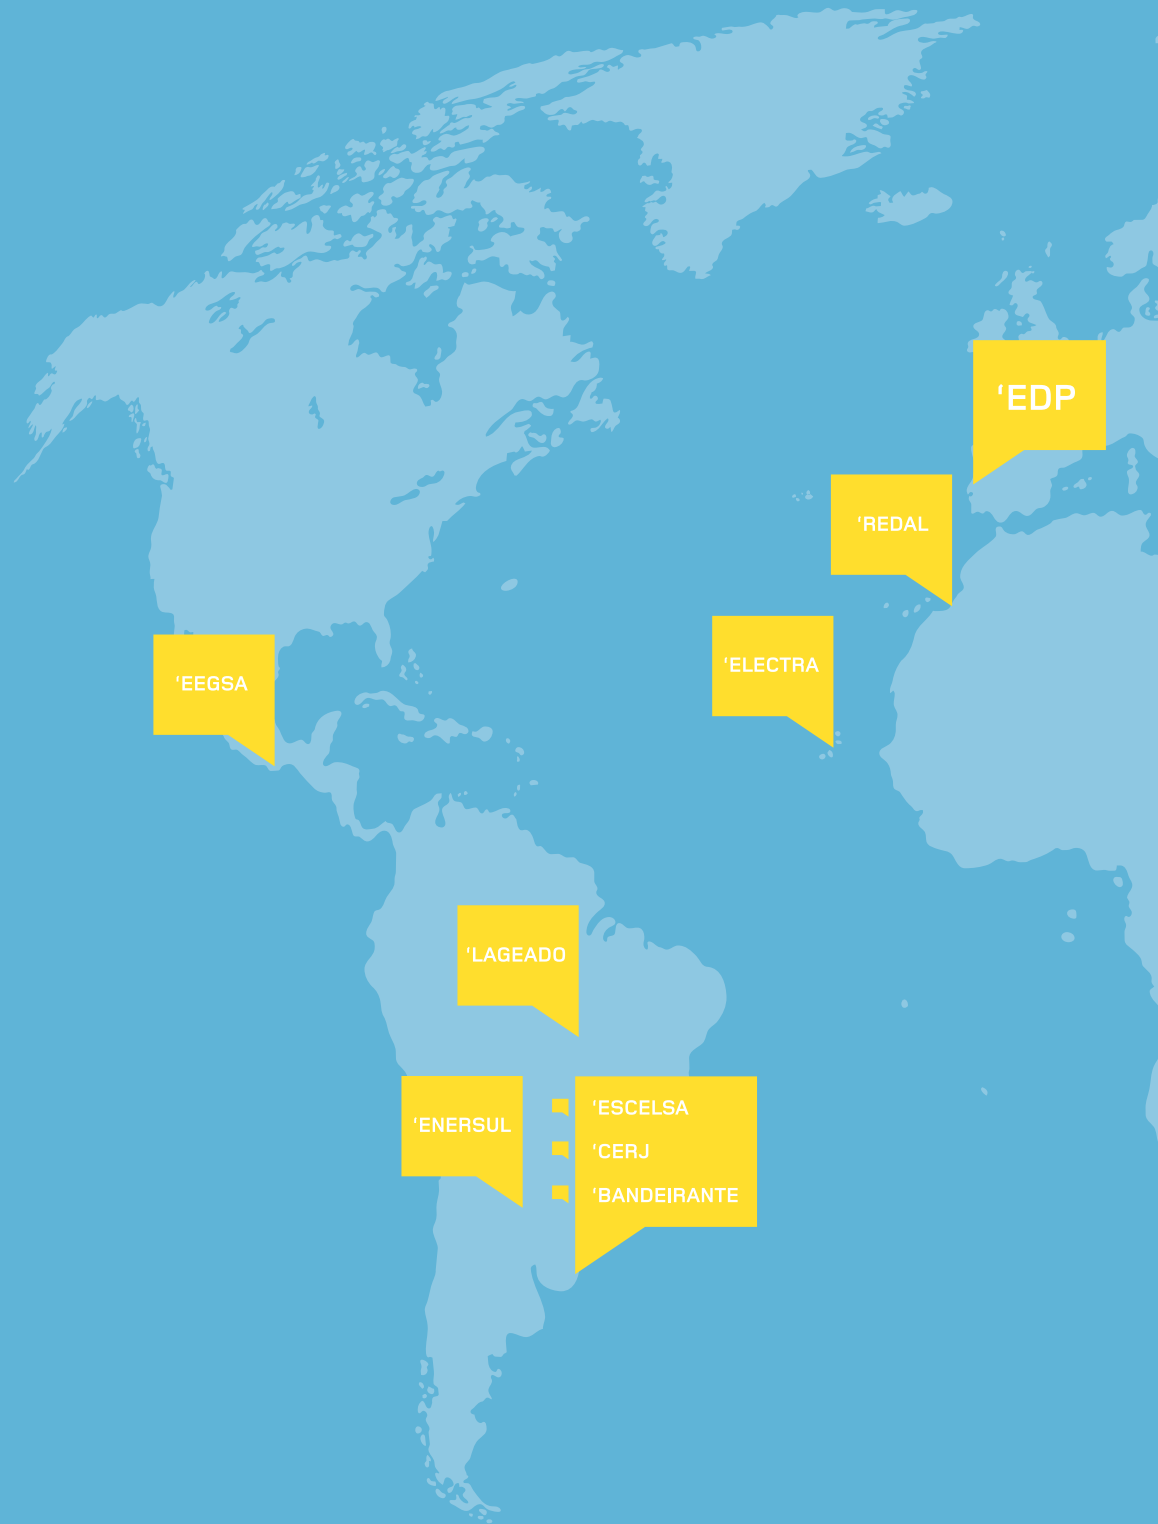 ‘EDP
‘REDAL
‘ELECTRA
‘EEGSA
‘LAGEADO
‘ENERSUL
‘ESCELSA
‘CERJ
‘BANDEIRANTE